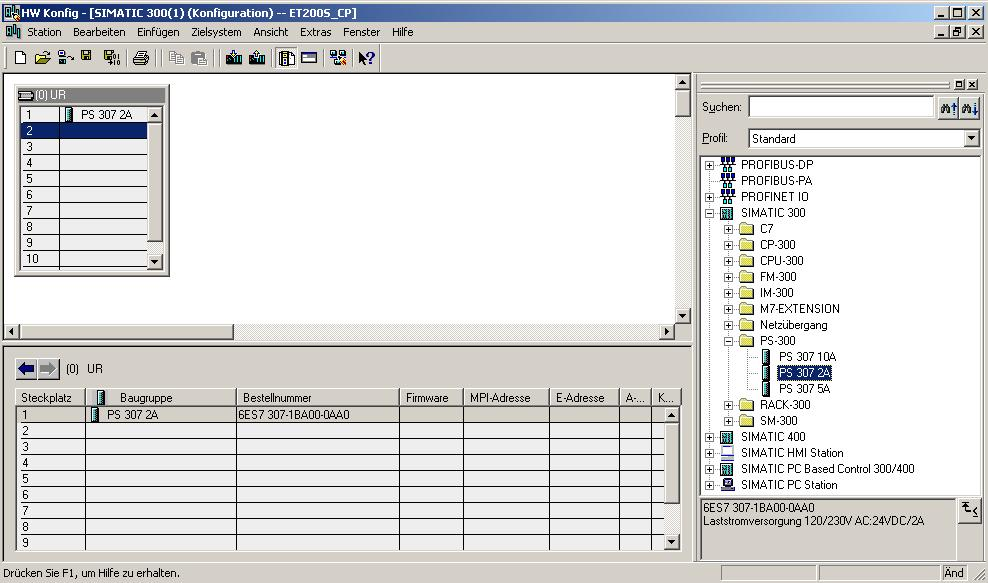 HW Konfig - [SIMATIC 300(1) (Konfiguration) -- ET200S_CP]
Station Bearbeiten Einfügen Zielsystem Ansicht Extras Fenster Hilfe
(0) UR
1 PS 307 2A
2
3
4
5
6
7
8
9
10
Suchen:
Profil: Standard
PROFIBUS-DP
PROFIBUS-PA
PROFINET IO
SIMATIC 300
C7
CP-300
CPU-300
FM-300
IM-300
M7-EXTENSION
Netzübergang
PS-300
PS 307 10A
PS 307 2A
PS 307 5A
RACK-300
SM-300
SIMATIC 400
SIMATIC HMI Station
SIMATIC PC Based Control 300/400
SIMATIC PC Station
6ES7 307-1BA00-0AA0
Laststromversorgung 120/230V AC:24VDC/2A
(0) UR
Steckplatz Baugruppe Bestellnummer Firmware MPI-Adresse E-Adresse A-... K...
1 PS 307 2A 6ES7 307-1BA00-0AA0
2
3
4
5
6
7
8
9
Drücken Sie F1, um Hilfe zu erhalten.
Änd